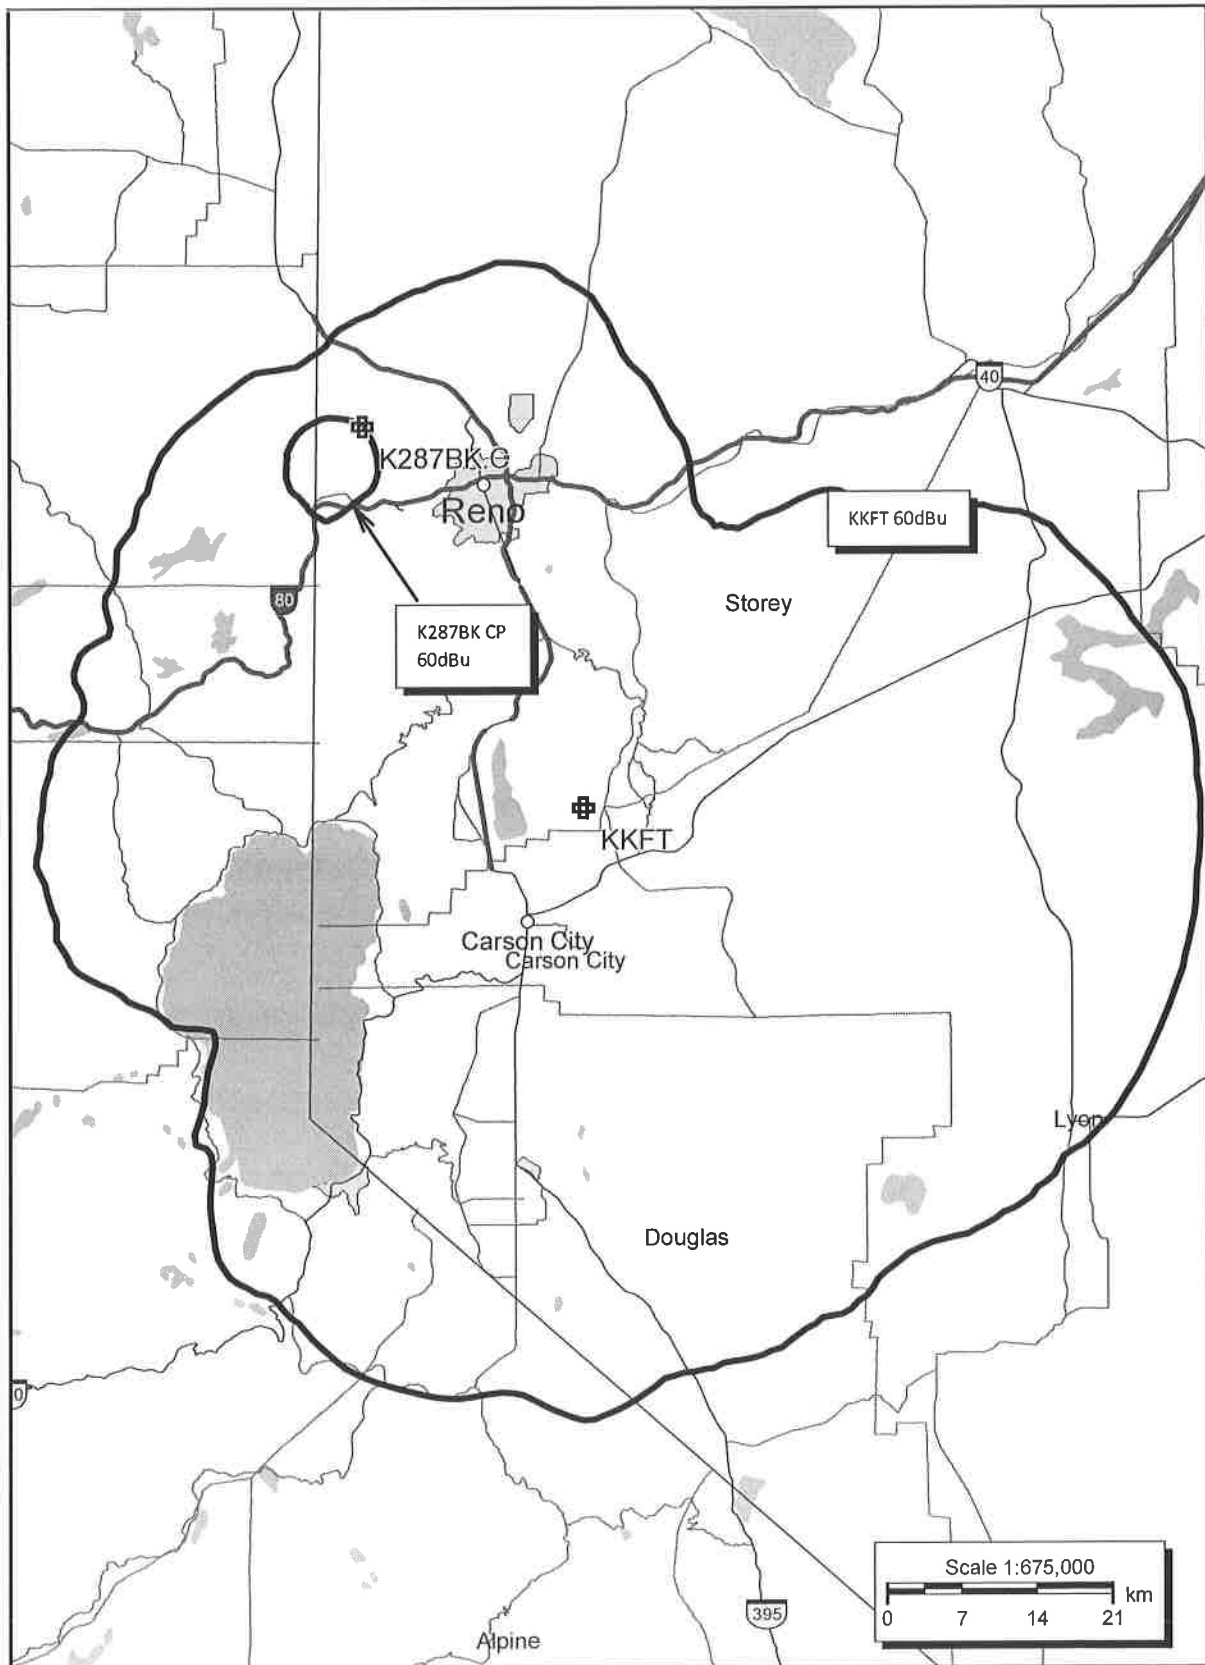 40
K287BK.C
Reno
KKFT 60dBu
80
K287BK CP
60dBu
Storey
KKFT
Carson City
Carson City
Lyon
Douglas
0
Scale 1:675,000
km
0 7 14 21
395
Alpine